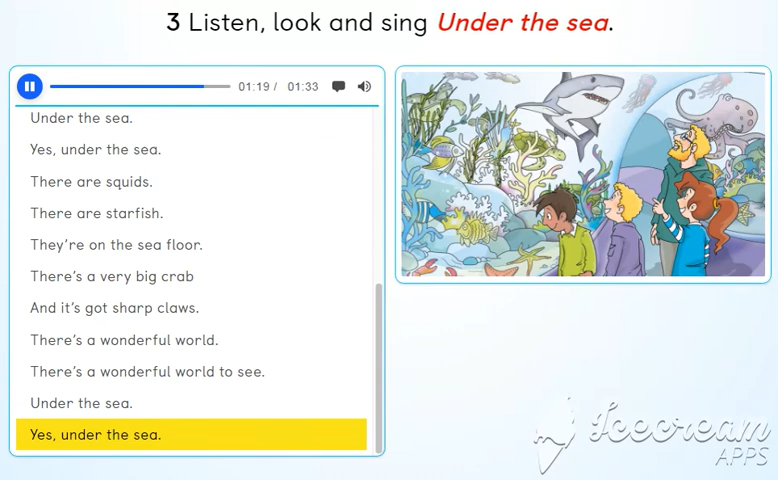 3 Listen, look and sing Under the sea.
01:19 / 01:33
Under the sea.
Yes, under the sea.
There are squids.
There are starfish.
They're on the sea floor.
There's a very big crab
And it's got sharp claws.
There's a wonderful world.
There's a wonderful world to see.
Under the sea.
Yes, under the sea.
Icecream
APPS